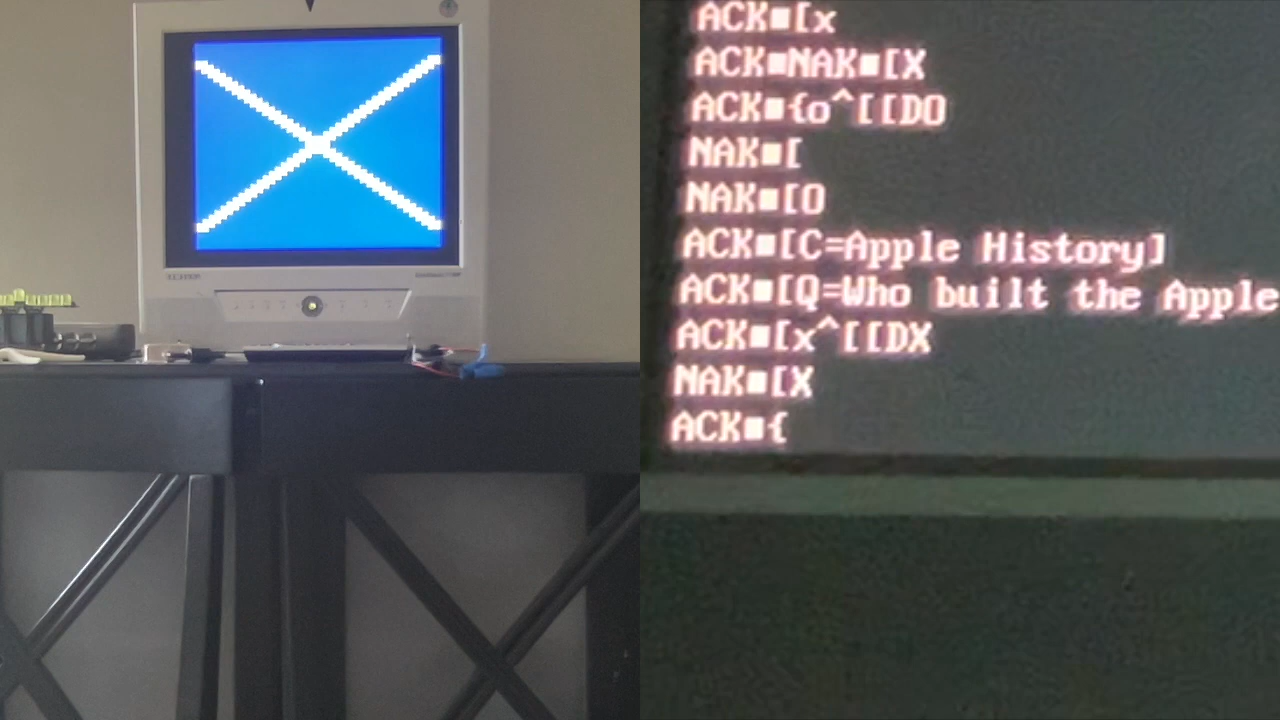 ACK■[x
ACK■NAK■[X
ACK■{o^[[DO
NAK■[
NAK■[O
ACK■[C=Apple History]
ACK■[Q=Who built the Apple
ACK■[x^[[DX
NAK■[X
ACK■{